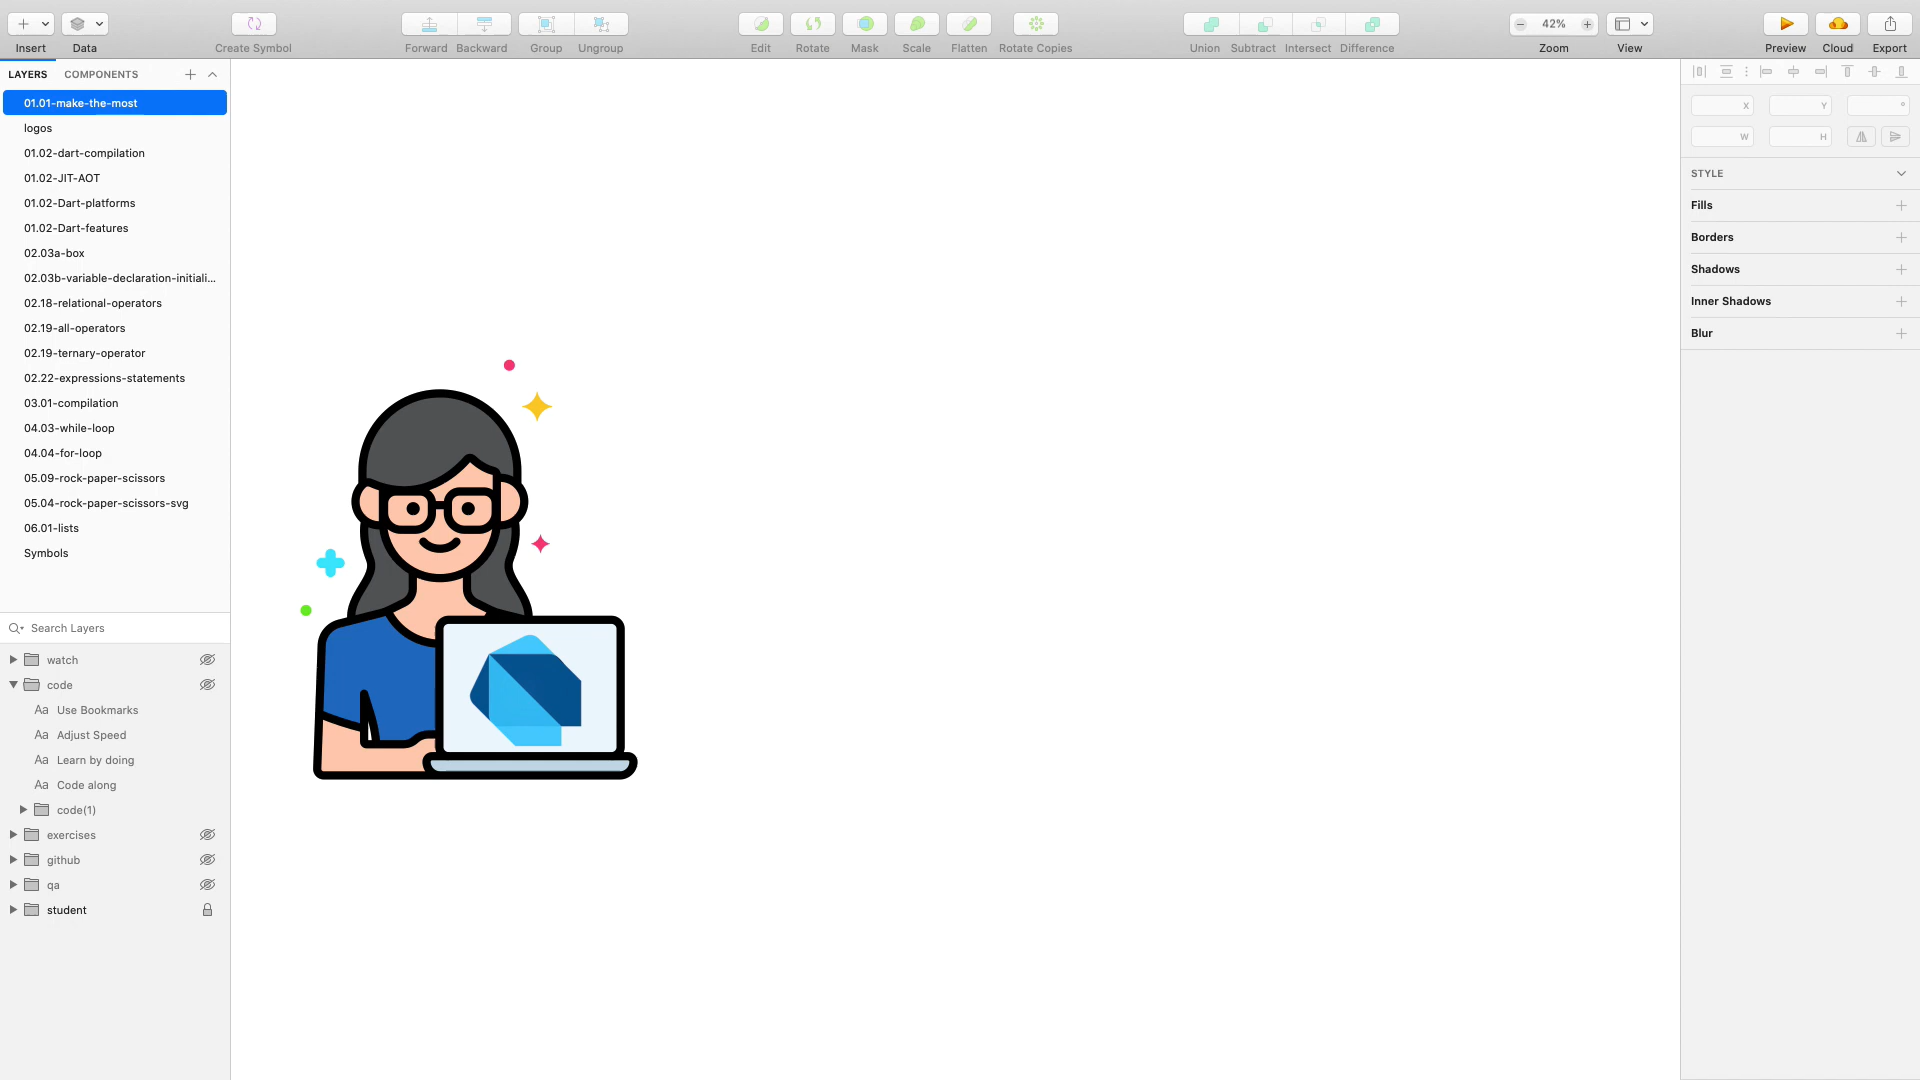 Insert
Data
Create Symbol
Forward
Backward
Group
Ungroup
Edit
Rotate
Mask
Scale
Flatten
Rotate Copies
Union
Subtract
Intersect
Difference
42%
Zoom
View
Preview
Cloud
Export
LAYERS COMPONENTS
01.01-make-the-most
logos
01.02-dart-compilation
01.02-JIT-AOT
01.02-Dart-platforms
01.02-Dart-features
02.03a-box
02.03b-variable-declaration-initiali...
02.18-relational-operators
02.19-all-operators
02.19-ternary-operator
02.22-expressions-statements
03.01-compilation
04.03-while-loop
04.04-for-loop
05.09-rock-paper-scissors
05.04-rock-paper-scissors-svg
06.01-lists
Symbols
Search Layers
watch
code
Aa Use Bookmarks
Aa Adjust Speed
Aa Learn by doing
Aa Code along
code(1)
exercises
github
qa
student
X
Y
°
W
H
STYLE
Fills
Borders
Shadows
Inner Shadows
Blur